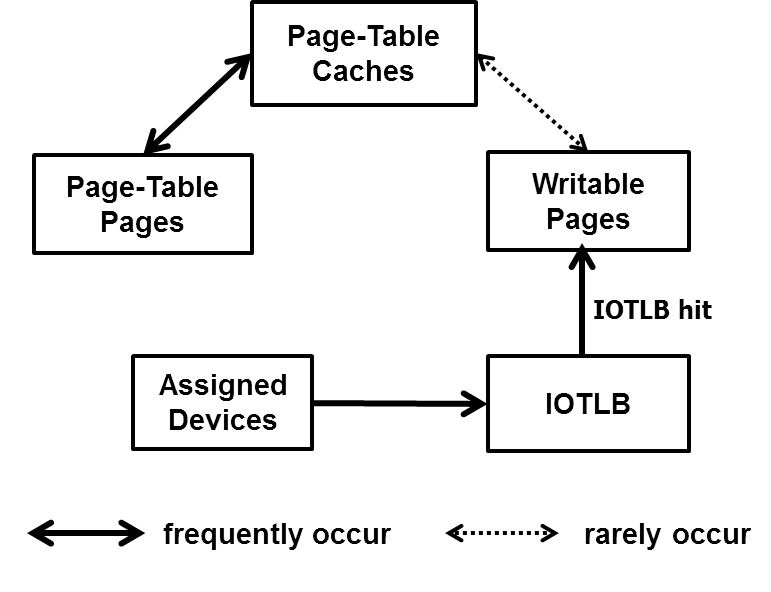 Page-Table
Caches
Page-Table
Pages
Writable
Pages
IOTLB hit
Assigned
Devices
IOTLB
frequently occur
rarely occur